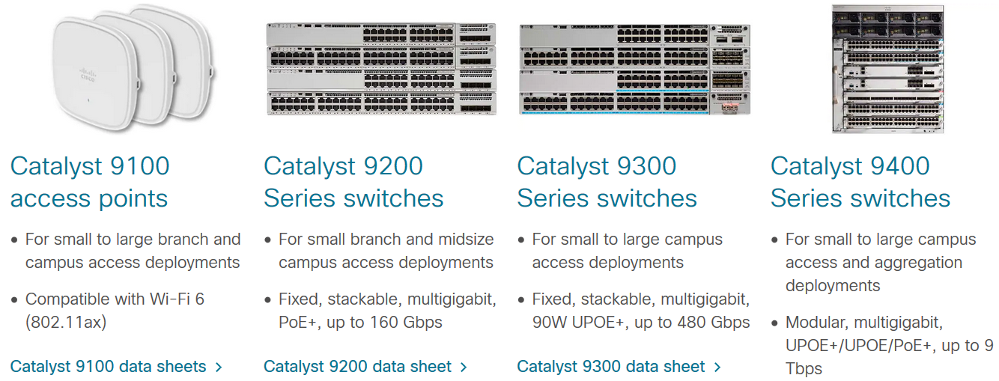 CISCO
Catalyst 9100
access points
• For small to large branch and
campus access deployments
• Compatible with Wi-Fi 6
(802.11ax)
Catalyst 9100 data sheets >
Catalyst 9200
Series switches
• For small branch and midsize
campus access deployments
• Fixed, stackable, multigigabit,
PoE+, up to 160 Gbps
Catalyst 9200 data sheet >
Catalyst 9300
Series switches
• For small to large campus
access deployments
• Fixed, stackable, multigigabit,
90W UPOE+, up to 480 Gbps
Catalyst 9300 data sheet >
Catalyst 9400
Series switches
• For small to large campus
access and aggregation
deployments
• Modular, multigigabit,
UPOE+/UPOE/PoE+, up to 9
Tbps